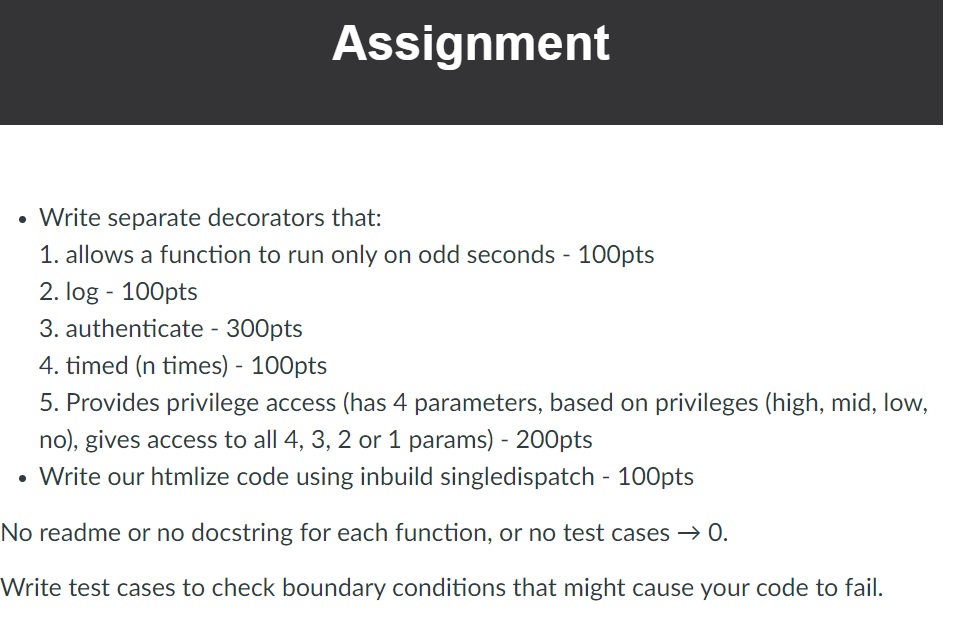 Assignment
• Write separate decorators that:
1. allows a function to run only on odd seconds - 100pts
2. log - 100pts
3. authenticate - 300pts
4. timed (n times) - 100pts
5. Provides privilege access (has 4 parameters, based on privileges (high, mid, low,
no), gives access to all 4, 3, 2 or 1 params) - 200pts
• Write our htmlize code using inbuild singledispatch - 100pts
No readme or no docstring for each function, or no test cases → 0.
Write test cases to check boundary conditions that might cause your code to fail.